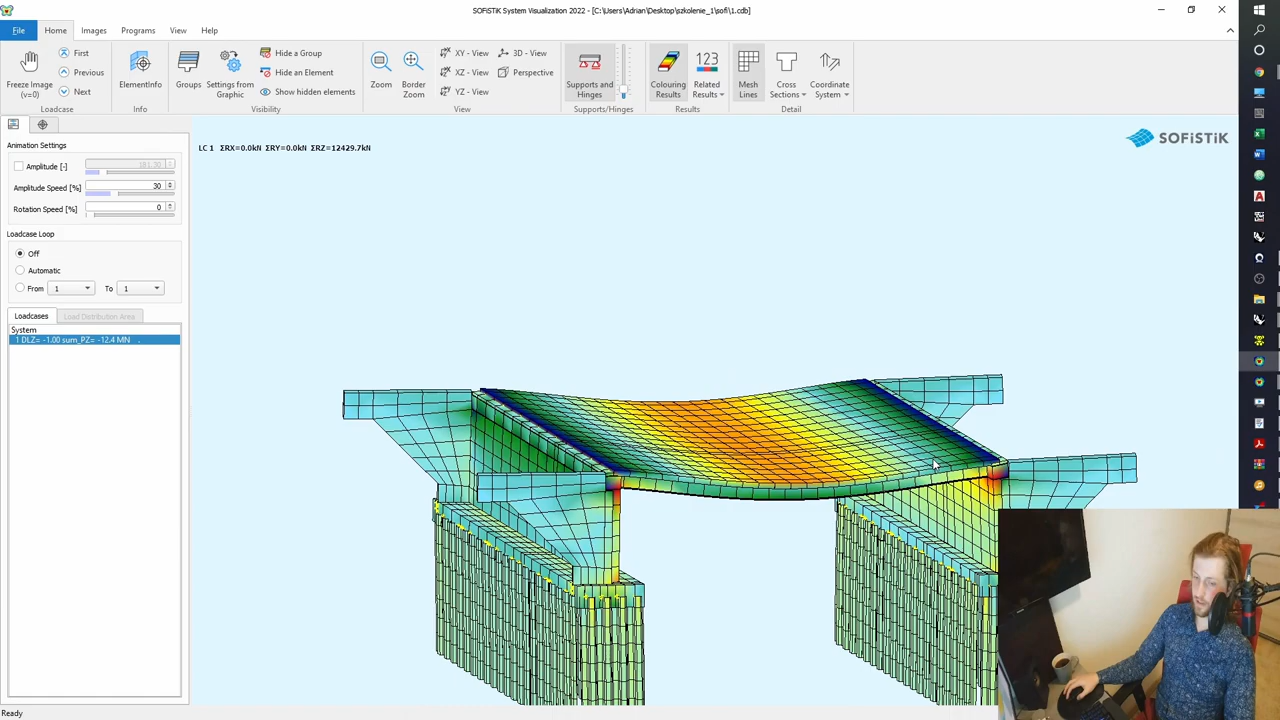 SOFiSTiK System Visualization 2022 - [C:\Users\Adrian\Desktop\szkolenie_1\sofi\1.cdb]
File Home Images Programs View Help
Freeze Image (v=0)
First
Previous
Next
Loadcase
ElementInfo
Info
Groups
Settings from Graphic
Hide a Group
Hide an Element
Show hidden elements
Visibility
Zoom
Border Zoom
XY - View
XZ - View
YZ - View
3D - View
Perspective
View
Supports and Hinges
Supports/Hinges
Colouring Results
123
Related Results
Results
Mesh Lines
Cross Sections
Coordinate System
Detail
Animation Settings
Amplitude [-] 181.30
Amplitude Speed [%] 30
Rotation Speed [%] 0
Loadcase Loop
Off
Automatic
From 1 To 1
Loadcases Load Distribution Area
System
1 DLZ= -1.00 sum_PZ= -12.4 MN .
LC 1 ΣRX=0.0kN ΣRY=0.0kN ΣRZ=12429.7kN
SOFiSTiK
Ready